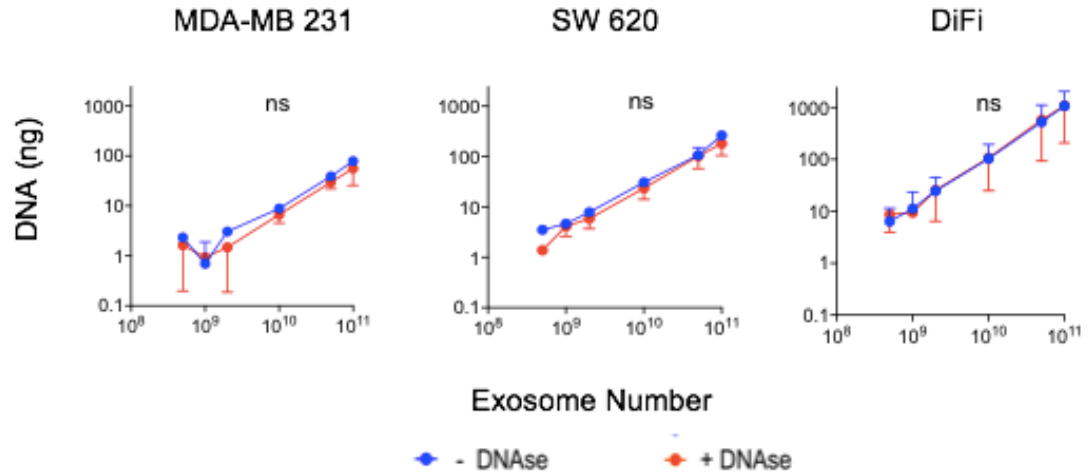 MDA-MB 231 SW 620 DiFi
ns ns ns
1000 1000 1000
100 100 100
DNA (ng)
10 10 10
1 1 1
0.1 0.1 0.1
10⁸ 10⁹ 10¹⁰ 10¹¹ 10⁸ 10⁹ 10¹⁰ 10¹¹ 10⁸ 10⁹ 10¹⁰ 10¹¹
Exosome Number
- DNAse + DNAse